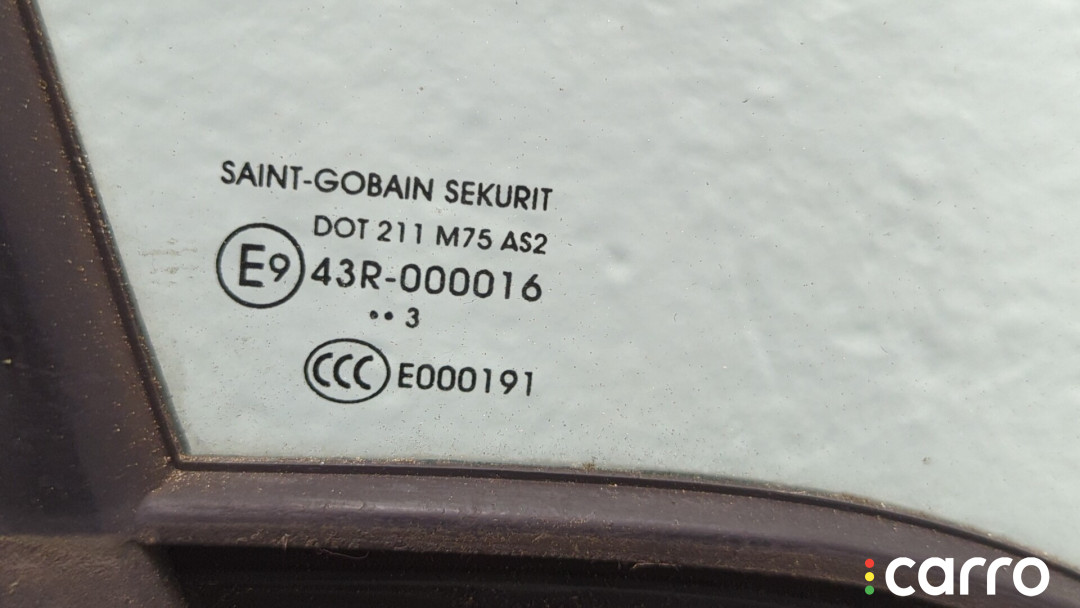 SAINT-GOBAIN SEKURIT
DOT 211 M75 AS2
E9 43R-000016
•• 3
CCC E000191
carro